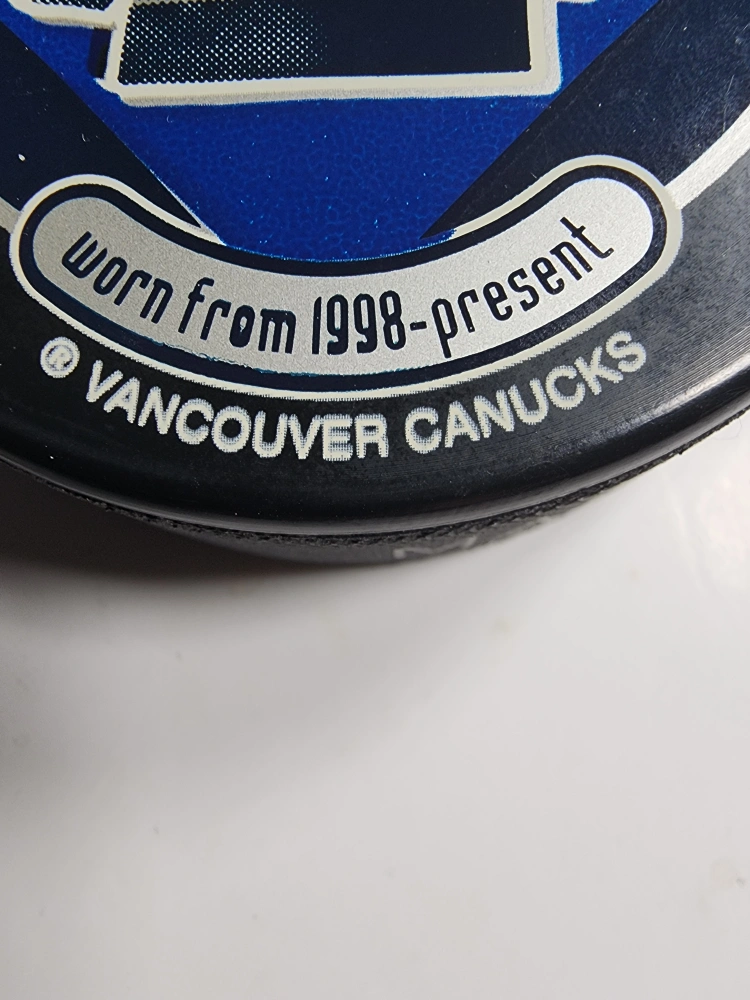 worn from 1998-present
® VANCOUVER CANUCKS